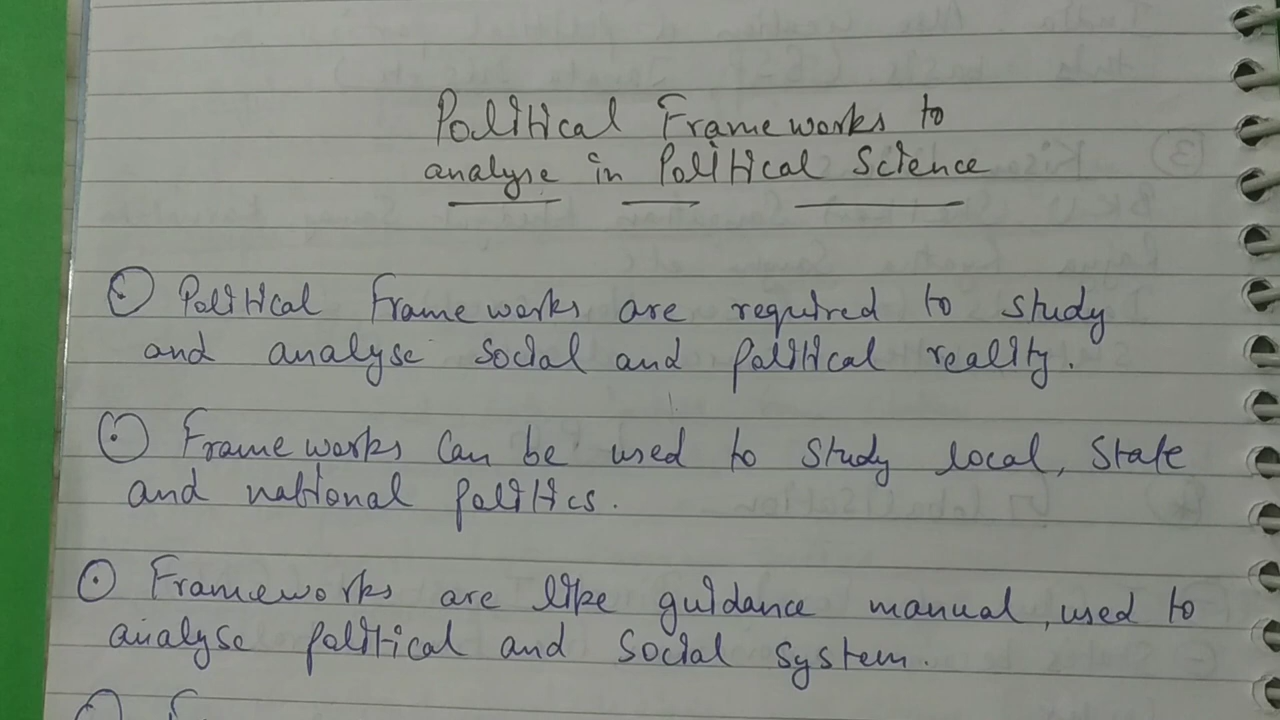 Political Frameworks to
analyse in Political Science
Political Frameworks are required to study
and analyse social and political reality.
Frameworks can be used to study local, State
and national politics.
Frameworks are like guidance manual, used to
analyse political and social system.